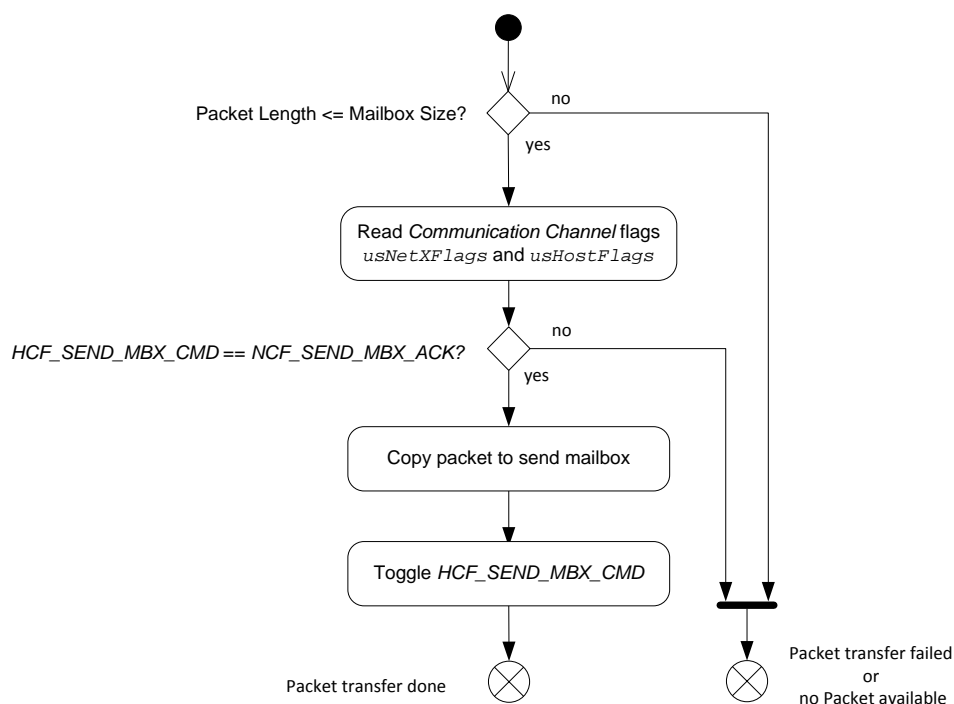 no
Packet Length <= Mailbox Size?
yes
Read Communication Channel flags
usNetXFlags and usHostFlags
no
HCF_SEND_MBX_CMD == NCF_SEND_MBX_ACK?
yes
Copy packet to send mailbox
Toggle HCF_SEND_MBX_CMD
Packet transfer done
Packet transfer failed
or
no Packet available